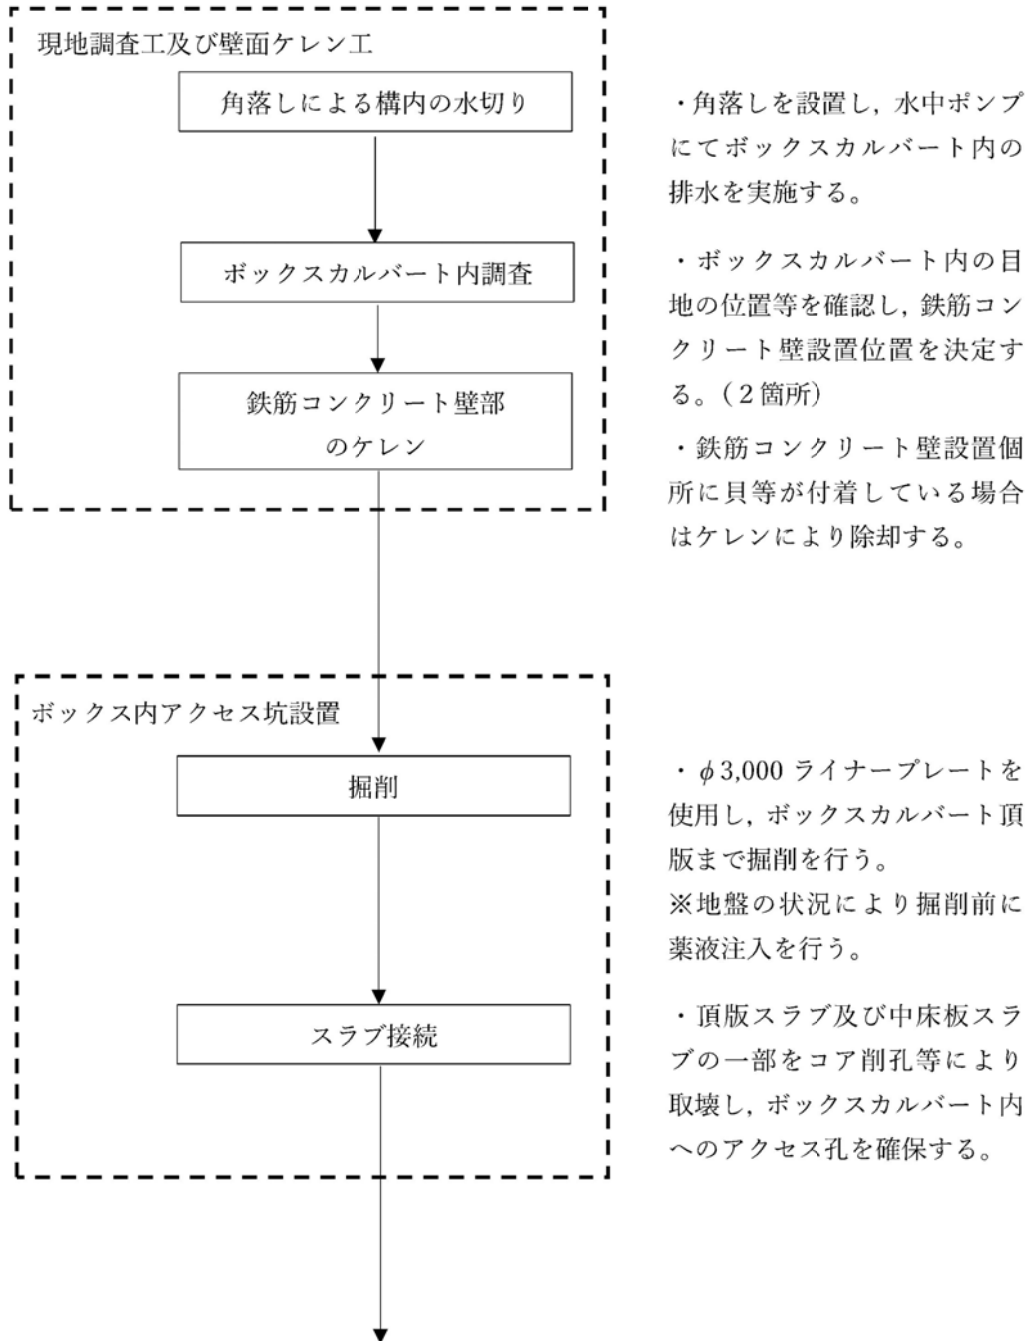 現地調査工及び壁面ケレン工
角落しによる構内の水切り
・角落しを設置し, 水中ポンプ
にてボックスカルバート内の
排水を実施する。
ボックスカルバート内調査
・ボックスカルバート内の目
地の位置等を確認し, 鉄筋コン
クリート壁設置位置を決定す
る。（２箇所）
鉄筋コンクリート壁部
のケレン
・鉄筋コンクリート壁設置個
所に貝等が付着している場合
はケレンにより除却する。
ボックス内アクセス坑設置
掘削
・φ3,000 ライナープレートを
使用し, ボックスカルバート頂
版まで掘削を行う。
※地盤の状況により掘削前に
薬液注入を行う。
スラブ接続
・頂版スラブ及び中床板スラ
ブの一部をコア削孔等により
取壊し, ボックスカルバート内
へのアクセス孔を確保する。